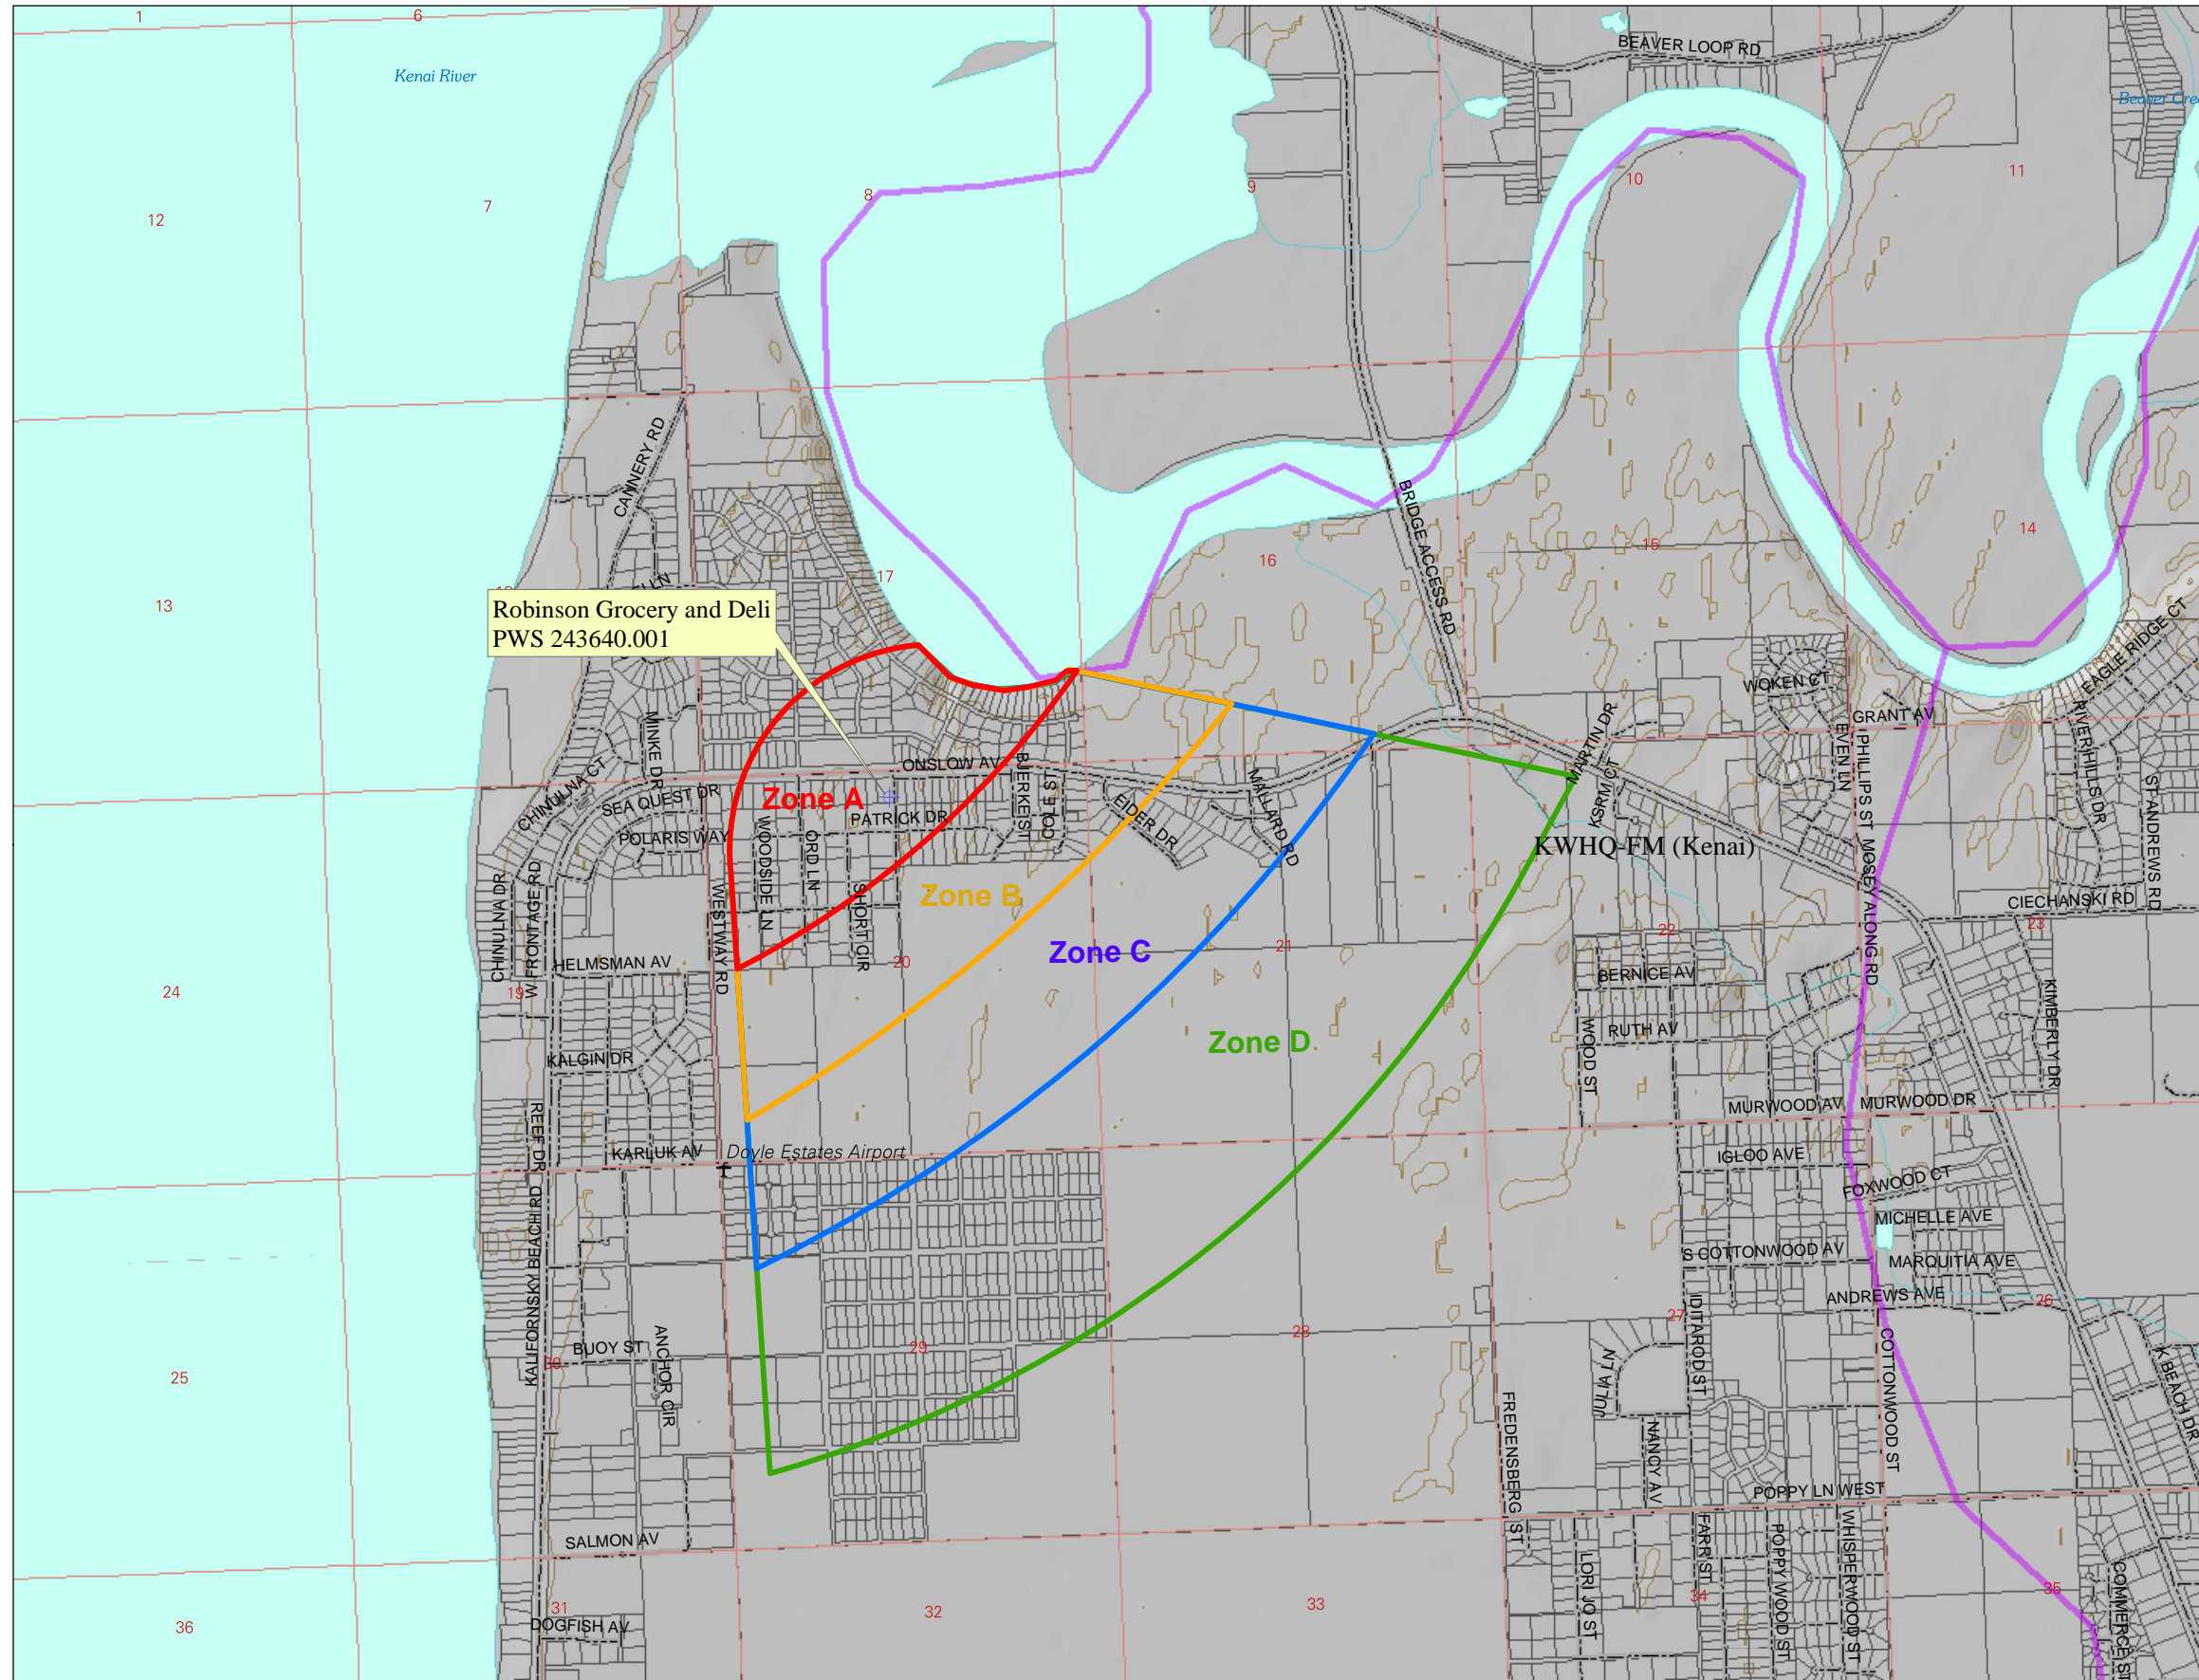 1
6
BEAVER LOOP RD
Kenai River
12
7
8
9
10
11
CANNERY RD
BRIDGE ACCESS RD
13
17
16
15
14
Robinson Grocery and Deli
PWS 243640.001
MINKE DR
WOKEN CT
GRANT AV
EAGLE RIDGE CT
RIVERHILLS DR
ST ANDREWS RD
EVEN LN
PHILLIPS ST
MARTIN DR
KSRM CT
ONSLOW AV
BJERKE ST
COLE ST
MALLARD RD
EIDER DR
CHINULNA CT
SEA QUEST DR
POLARIS WAY
Zone A
PATRICK DR
WOODSIDE LN
ORD LN
SHORT CIR
WESTWAY RD
KWHQ-FM (Kenai)
MOSEY ALONG RD
CHINULNA DR
W FRONTAGE RD
Zone B
Zone C
Zone D
CIECHANSKI RD
HELMSMAN AV
24
19
20
21
22
23
BERNICE AV
RUTH AV
WOOD ST
KIMBERLY DR
KALGIN DR
MURWOOD AV
MURWOOD DR
REEF DR
KARLUK AV
Doyle Estates Airport
IGLOO AVE
FOXWOOD CT
MICHELLE AVE
S COTTONWOOD AV
MARQUITIA AVE
ANDREWS AVE
KALIFORNSKY BEACH RD
BUOY ST
ANCHOR CIR
25
30
29
28
27
26
IDITAROD ST
COTTONWOOD ST
K BEACH DR
JULIA LN
NANCY AV
FREDENSBERG ST
POPPY LN WEST
SALMON AV
FARR ST
POPPY WOOD ST
WHISPERWOOD ST
LORI JO ST
COMMERCE ST
36
31
32
33
34
35
DOGFISH AV